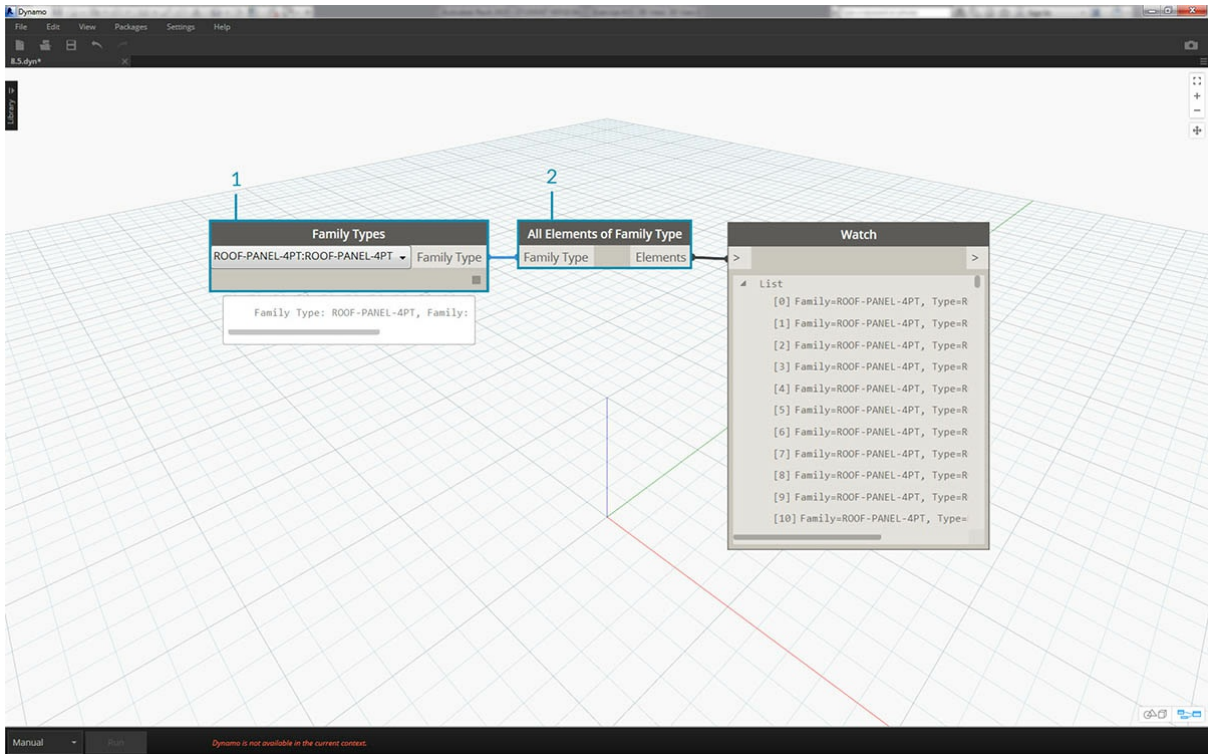 Dynamo
File Edit View Packages Settings Help
8.5.dyn*
Library
1
2
Family Types
ROOF-PANEL-4PT:ROOF-PANEL-4PT Family Type
Family Type: ROOF-PANEL-4PT, Family:
All Elements of Family Type
Family Type Elements
Watch
> >
List
[0] Family=ROOF-PANEL-4PT, Type=R
[1] Family=ROOF-PANEL-4PT, Type=R
[2] Family=ROOF-PANEL-4PT, Type=R
[3] Family=ROOF-PANEL-4PT, Type=R
[4] Family=ROOF-PANEL-4PT, Type=R
[5] Family=ROOF-PANEL-4PT, Type=R
[6] Family=ROOF-PANEL-4PT, Type=R
[7] Family=ROOF-PANEL-4PT, Type=R
[8] Family=ROOF-PANEL-4PT, Type=R
[9] Family=ROOF-PANEL-4PT, Type=R
[10] Family=ROOF-PANEL-4PT, Type=
Manual Run Dynamo is not available in the current context.